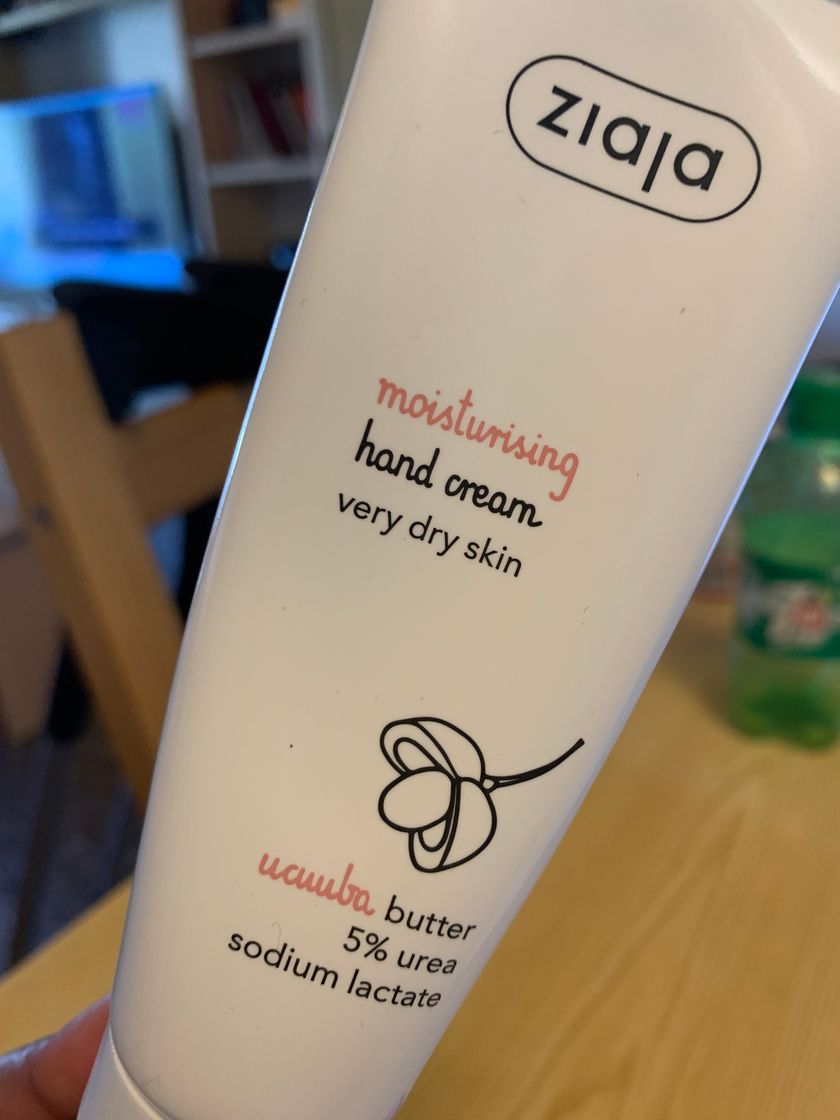 ziaja
moisturising
hand cream
very dry skin
ucuuba butter
5% urea
sodium lactate